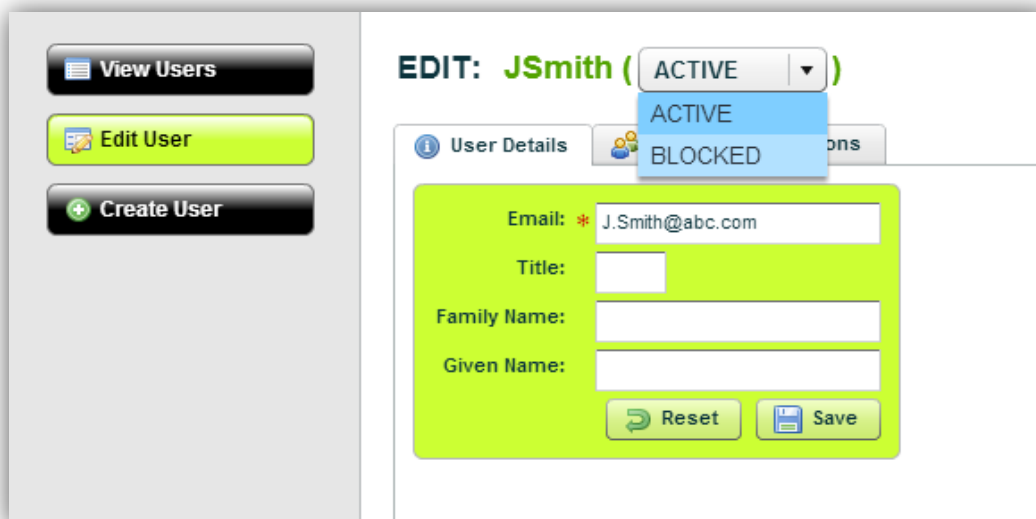 View Users
Edit User
Create User
EDIT: JSmith ( ACTIVE )
ACTIVE
BLOCKED
User Details
Email: * J.Smith@abc.com
Title:
Family Name:
Given Name:
Reset Save